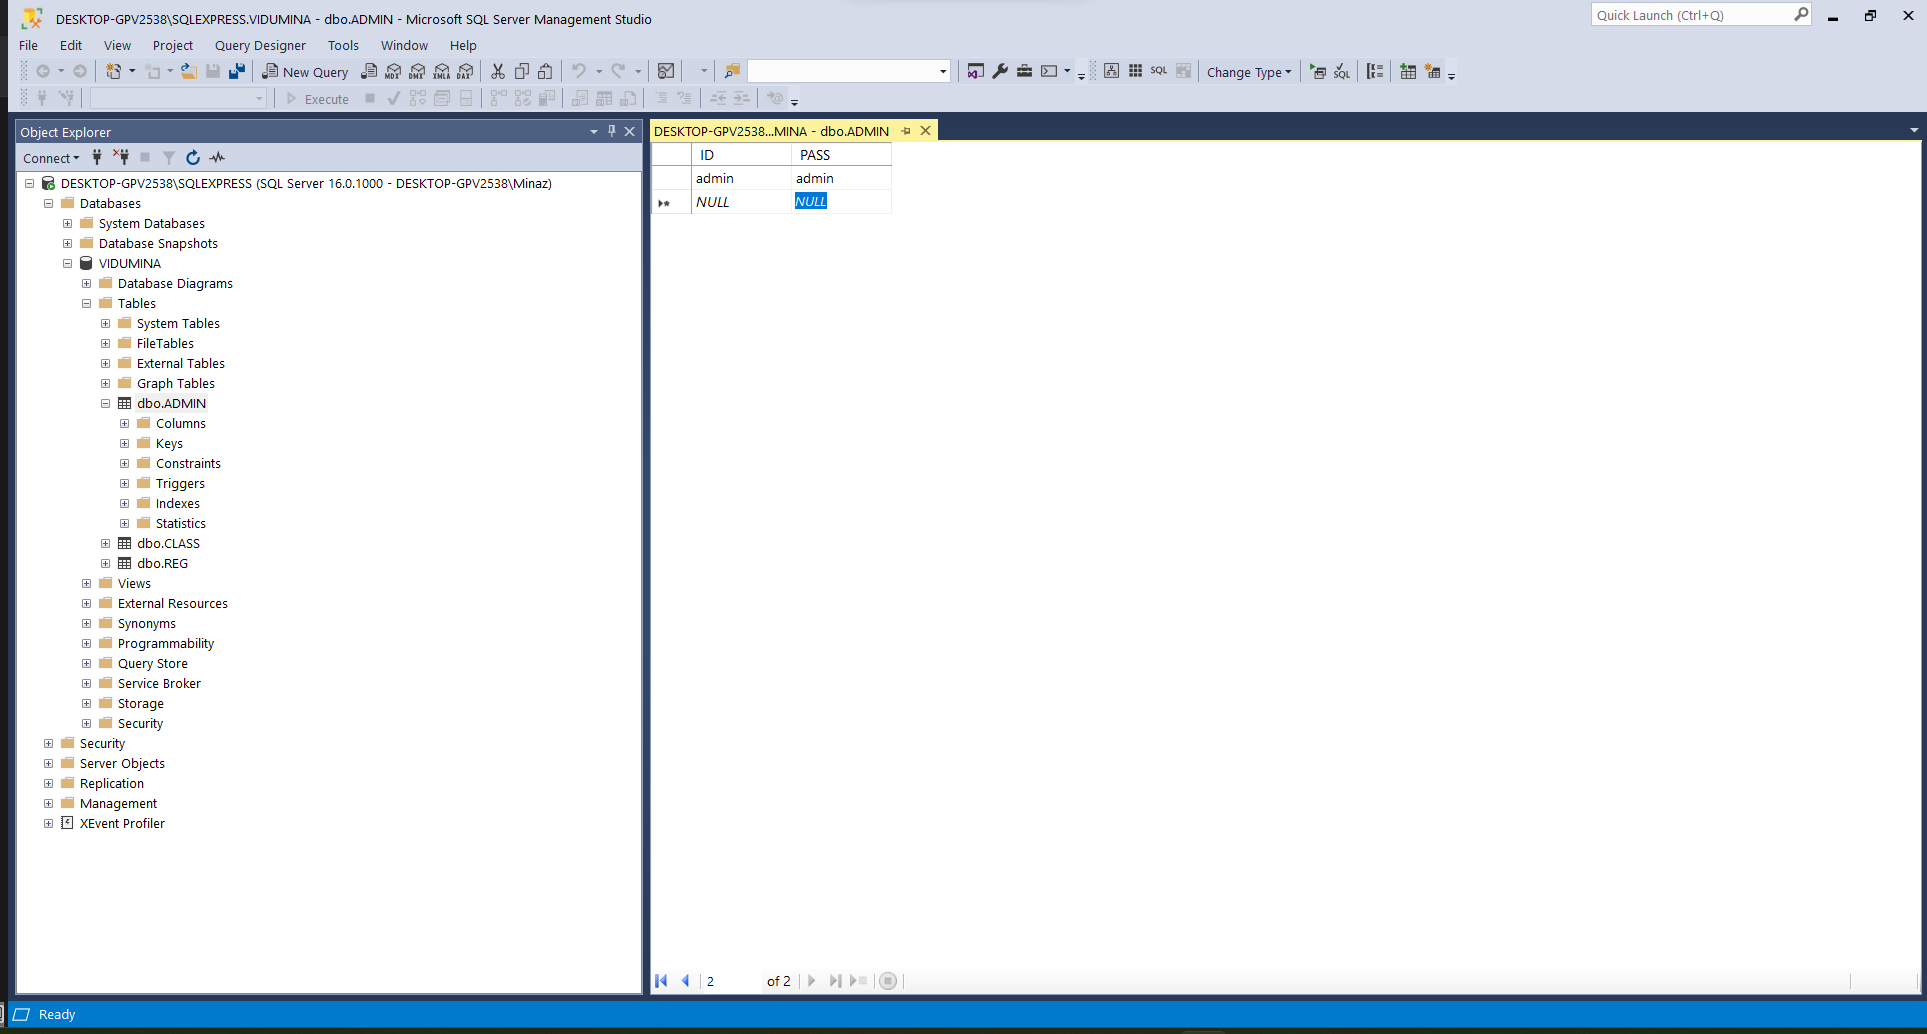 DESKTOP-GPV2538\SQLEXPRESS.VIDUMINA - dbo.ADMIN - Microsoft SQL Server Management Studio
Quick Launch (Ctrl+Q)
File Edit View Project Query Designer Tools Window Help
New Query MDX DMX XMLA DAX SQL Change Type SQL
Execute
Object Explorer
Connect
DESKTOP-GPV2538\SQLEXPRESS (SQL Server 16.0.1000 - DESKTOP-GPV2538\Minaz)
Databases
System Databases
Database Snapshots
VIDUMINA
Database Diagrams
Tables
System Tables
FileTables
External Tables
Graph Tables
dbo.ADMIN
Columns
Keys
Constraints
Triggers
Indexes
Statistics
dbo.CLASS
dbo.REG
Views
External Resources
Synonyms
Programmability
Query Store
Service Broker
Storage
Security
Security
Server Objects
Replication
Management
XEvent Profiler
DESKTOP-GPV2538...MINA - dbo.ADMIN
ID PASS
admin admin
NULL NULL
2 of 2
Ready